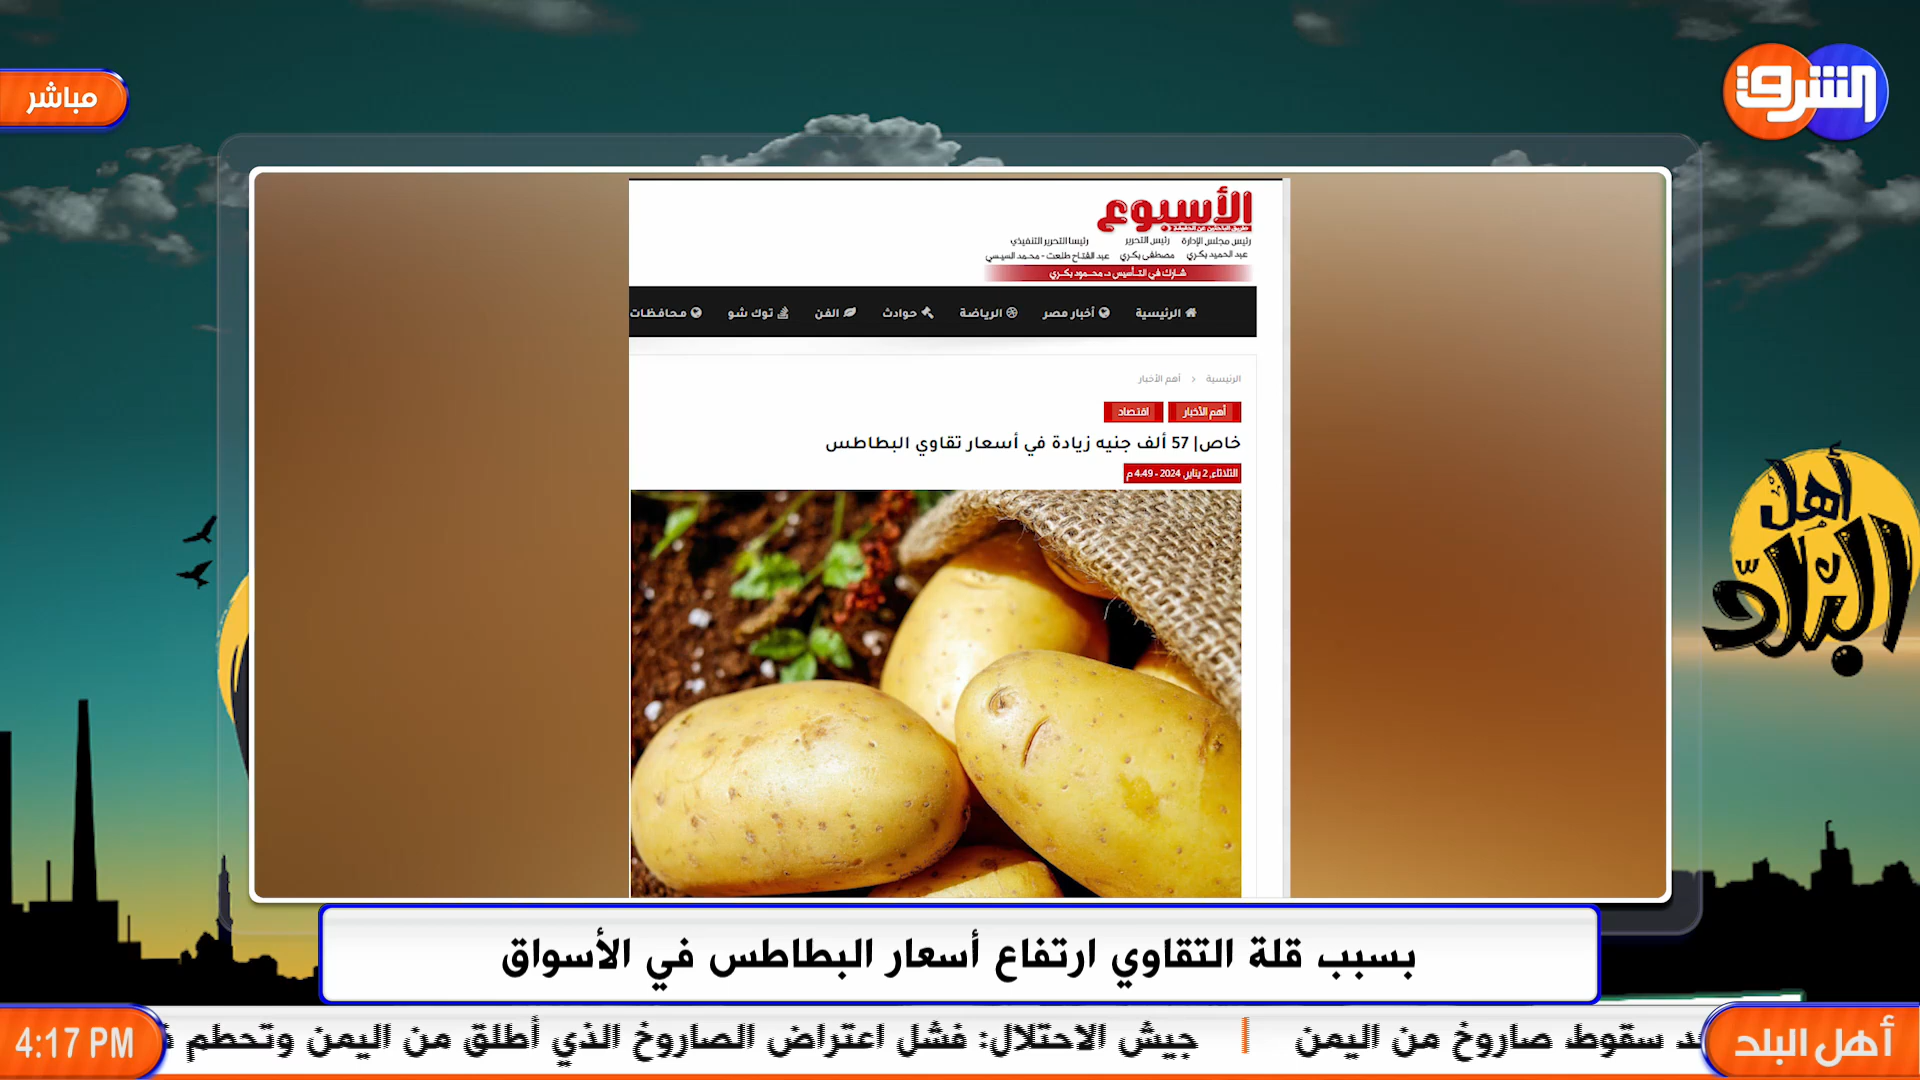 مباشر
الشرق
الأسبوع
رئيس مجلس الإدارة رئيس التحرير رئيسا التحرير التنفيذي
عبد الحميد بكري مصطفى بكري عبد الفتاح طلعت - محمد السيسي
شارك في التأسيس د. محمود بكري
الرئيسية أخبار مصر الرياضة حوادث الفن توك شو محافظات
الرئيسية أهم الأخبار
أهم الأخبار اقتصاد
خاص| 57 ألف جنيه زيادة في أسعار تقاوي البطاطس
الثلاثاء, 2 يناير, 2024 - 4:49 م
أهل
البلد
بسبب قلة التقاوي ارتفاع أسعار البطاطس في الأسواق
أهل البلد
سقوط صاروخ من اليمن | جيش الاحتلال: فشل اعتراض الصاروخ الذي أطلق من اليمن وتحطم
4:17 PM